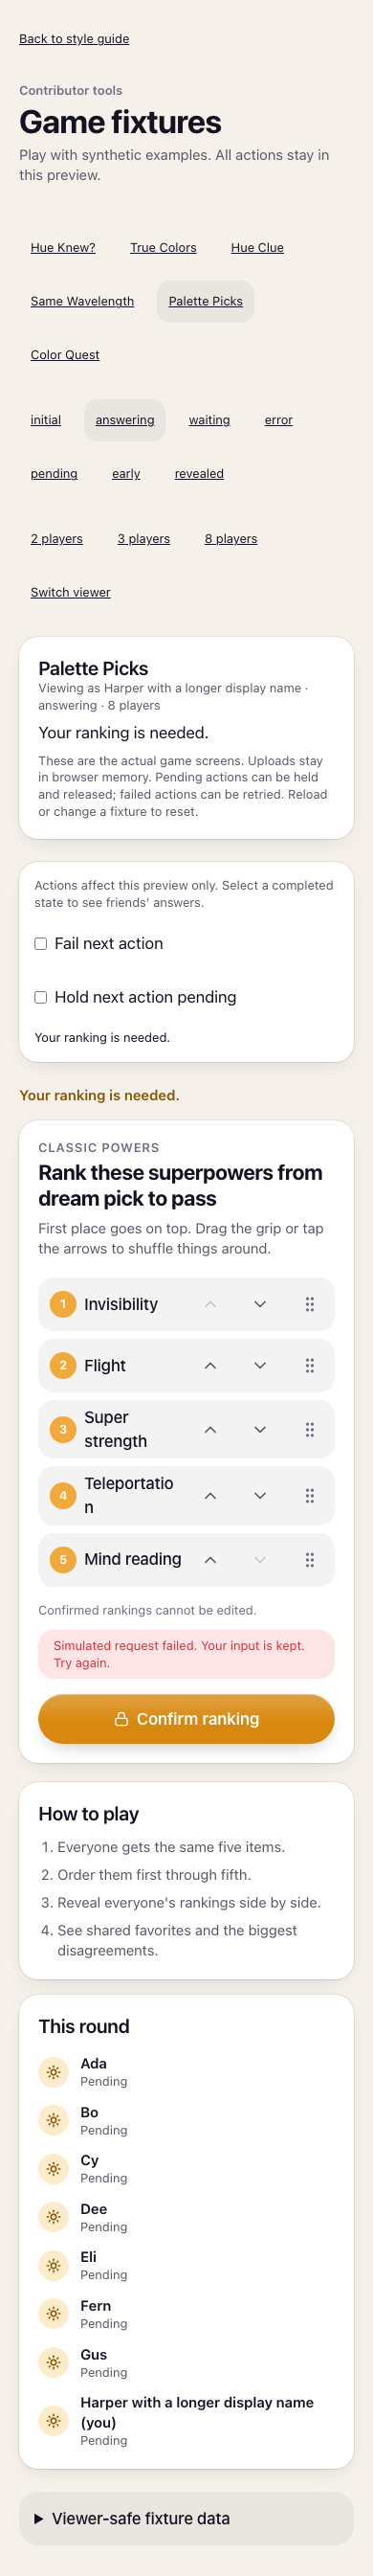 Back to style guide
Contributor tools
Game fixtures
Play with synthetic examples. All actions stay in
this preview.
Hue Knew? True Colors Hue Clue
Same Wavelength Palette Picks
Color Quest
initial answering waiting error
pending early revealed
2 players 3 players 8 players
Switch viewer
Palette Picks
Viewing as Harper with a longer display name ·
answering · 8 players
Your ranking is needed.
These are the actual game screens. Uploads stay
in browser memory. Pending actions can be held
and released; failed actions can be retried. Reload
or change a fixture to reset.
Actions affect this preview only. Select a completed
state to see friends' answers.
Fail next action
Hold next action pending
Your ranking is needed.
Your ranking is needed.
CLASSIC POWERS
Rank these superpowers from
dream pick to pass
First place goes on top. Drag the grip or tap
the arrows to shuffle things around.
1 Invisibility
2 Flight
3 Super
strength
4 Teleportatio
n
5 Mind reading
Confirmed rankings cannot be edited.
Simulated request failed. Your input is kept.
Try again.
Confirm ranking
How to play
1. Everyone gets the same five items.
2. Order them first through fifth.
3. Reveal everyone's rankings side by side.
4. See shared favorites and the biggest
disagreements.
This round
Ada
Pending
Bo
Pending
Cy
Pending
Dee
Pending
Eli
Pending
Fern
Pending
Gus
Pending
Harper with a longer display name
(you)
Pending
Viewer-safe fixture data